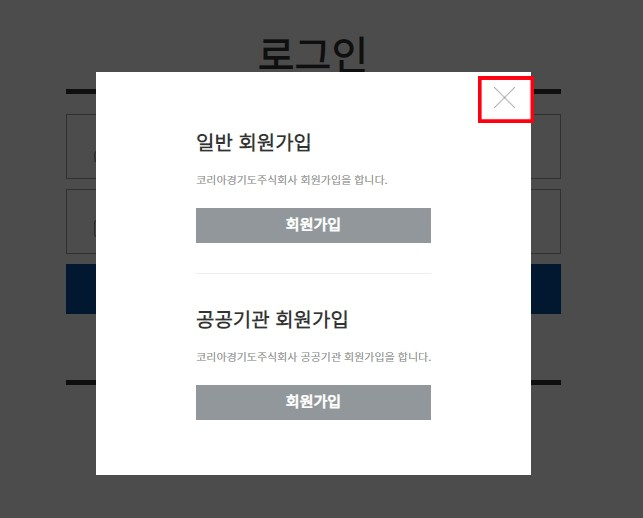 로그인
일반 회원가입
코리아경기도주식회사 회원가입을 합니다.
회원가입
공공기관 회원가입
코리아경기도주식회사 공공기관 회원가입을 합니다.
회원가입